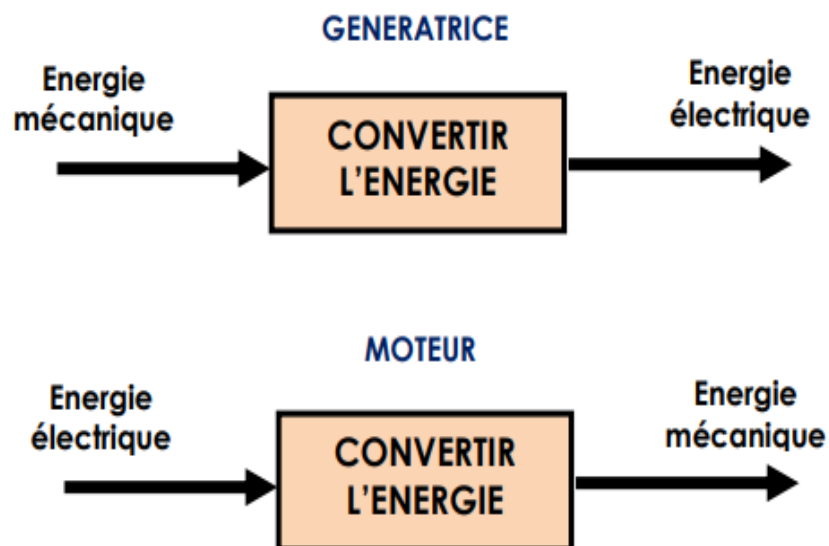 GENERATRICE
Energie
mécanique
CONVERTIR
L'ENERGIE
Energie
électrique
MOTEUR
Energie
électrique
CONVERTIR
L'ENERGIE
Energie
mécanique